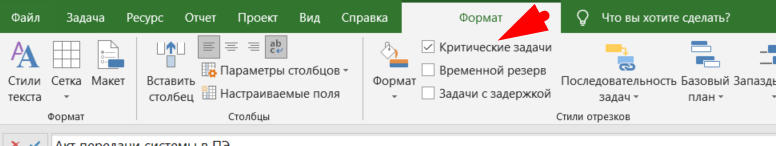 Файл Задача Ресурс Отчет Проект Вид Справка Формат Что вы хотите сделать?
Стили текста
Сетка
Макет
Формат
Вставить столбец
ab
Параметры столбцов
Настраиваемые поля
Столбцы
Формат
Критические задачи
Временной резерв
Задачи с задержкой
Последовательность задач
Базовый план
Стили отрезков
Акт передачи системы в ПЭ